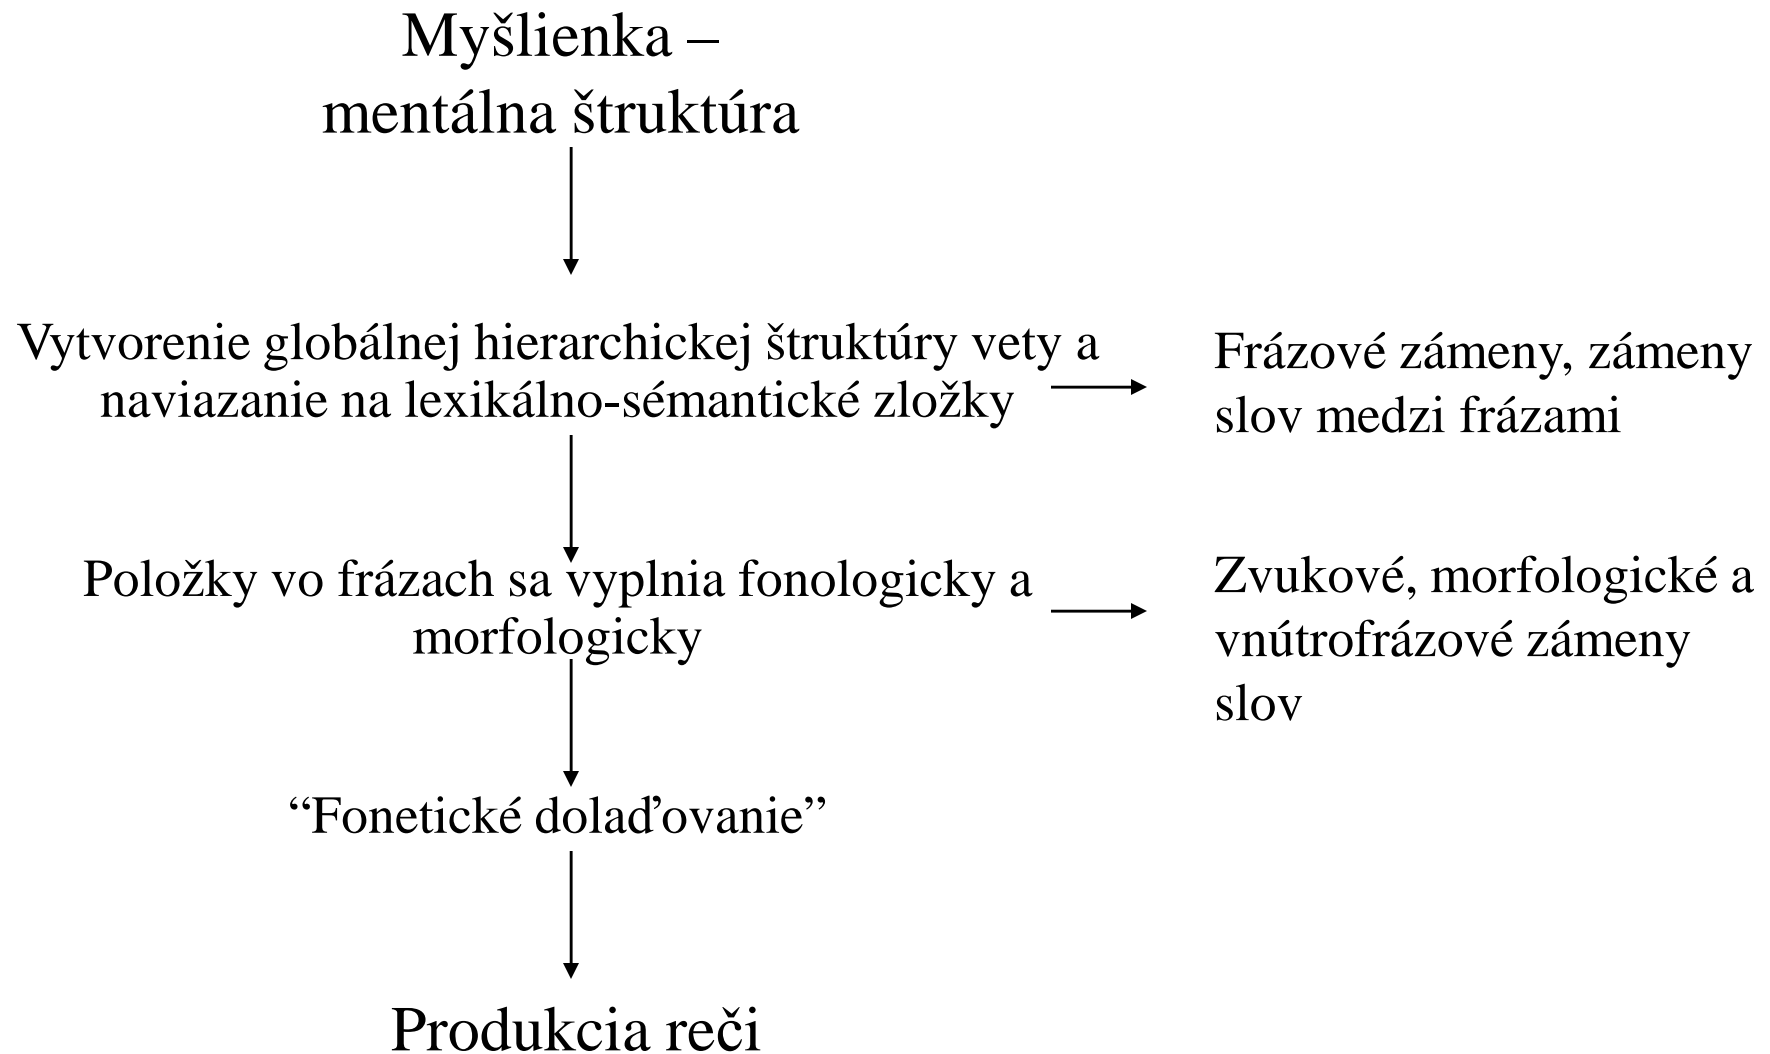 Myšlienka –
mentálna štruktúra
Vytvorenie globálnej hierarchickej štruktúry vety a
naviazanie na lexikálno-sémantické zložky
Frázové zámeny, zámeny
slov medzi frázami
Položky vo frázach sa vyplnia fonologicky a
morfologicky
Zvukové, morfologické a
vnútrofrázové zámeny
slov
“Fonetické dolaďovanie”
Produkcia reči